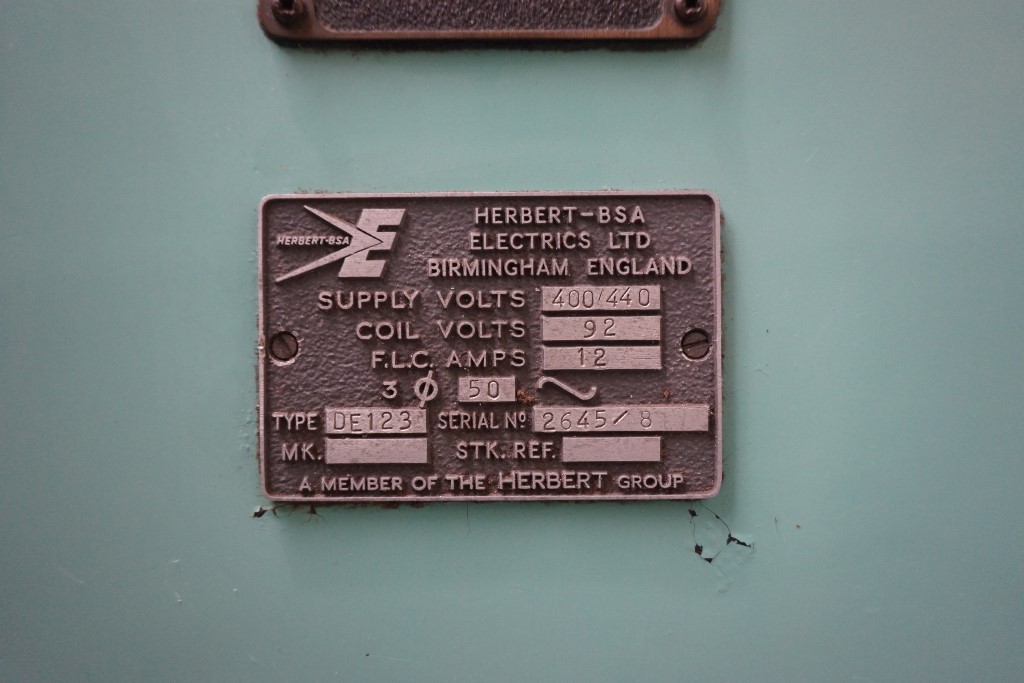 HERBERT-BSA E
HERBERT-BSA
ELECTRICS LTD
BIRMINGHAM ENGLAND
SUPPLY VOLTS 400/440
COIL VOLTS 92
F.L.C. AMPS 12
3 ϕ 50 ~
TYPE DE123 SERIAL Nº 2645/8
MK. STK. REF.
A MEMBER OF THE HERBERT GROUP